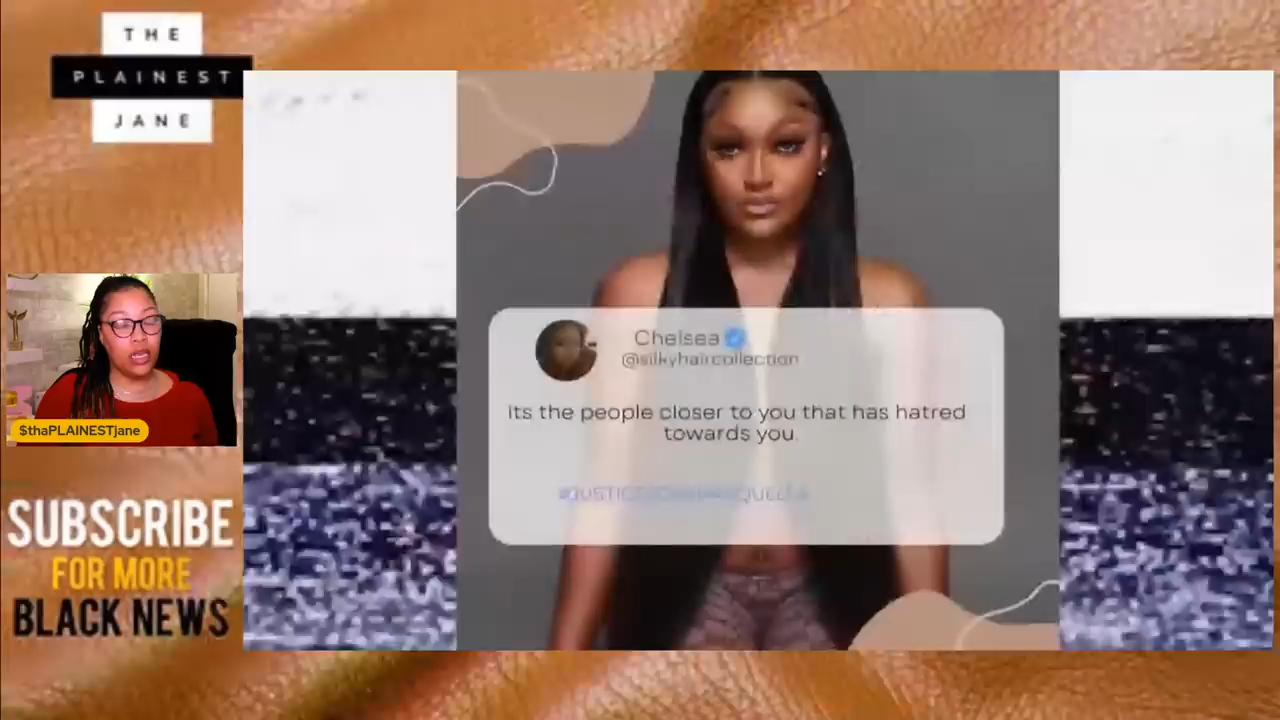 THE
PLAINEST
JANE
Chelsea
@silkyhaircollection
Its the people closer to you that has hatred
towards you.
$thaPLAINESTjane
SUBSCRIBE
FOR MORE
BLACK NEWS